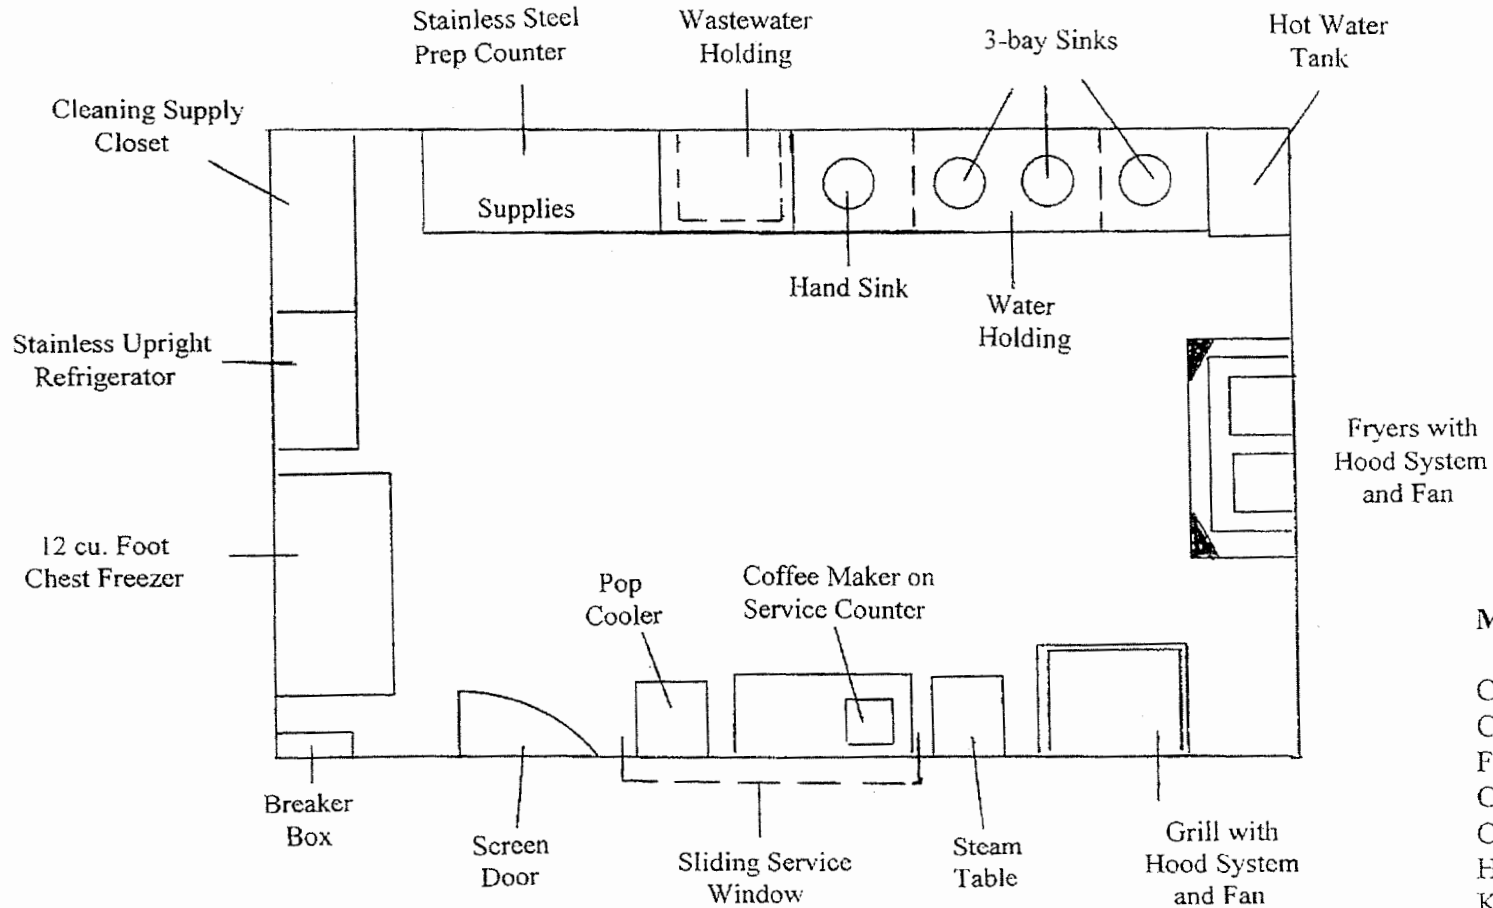 Stainless Steel
Prep Counter
Wastewater
Holding
3-bay Sinks
Hot Water
Tank
Cleaning Supply
Closet
Supplies
Hand Sink
Water
Holding
Stainless Upright
Refrigerator
Fryers with
Hood System
and Fan
12 cu. Foot
Chest Freezer
Pop
Cooler
Coffee Maker on
Service Counter
Breaker
Box
Screen
Door
Sliding Service
Window
Steam
Table
Grill with
Hood System
and Fan
M
C
C
F
C
C
H
K